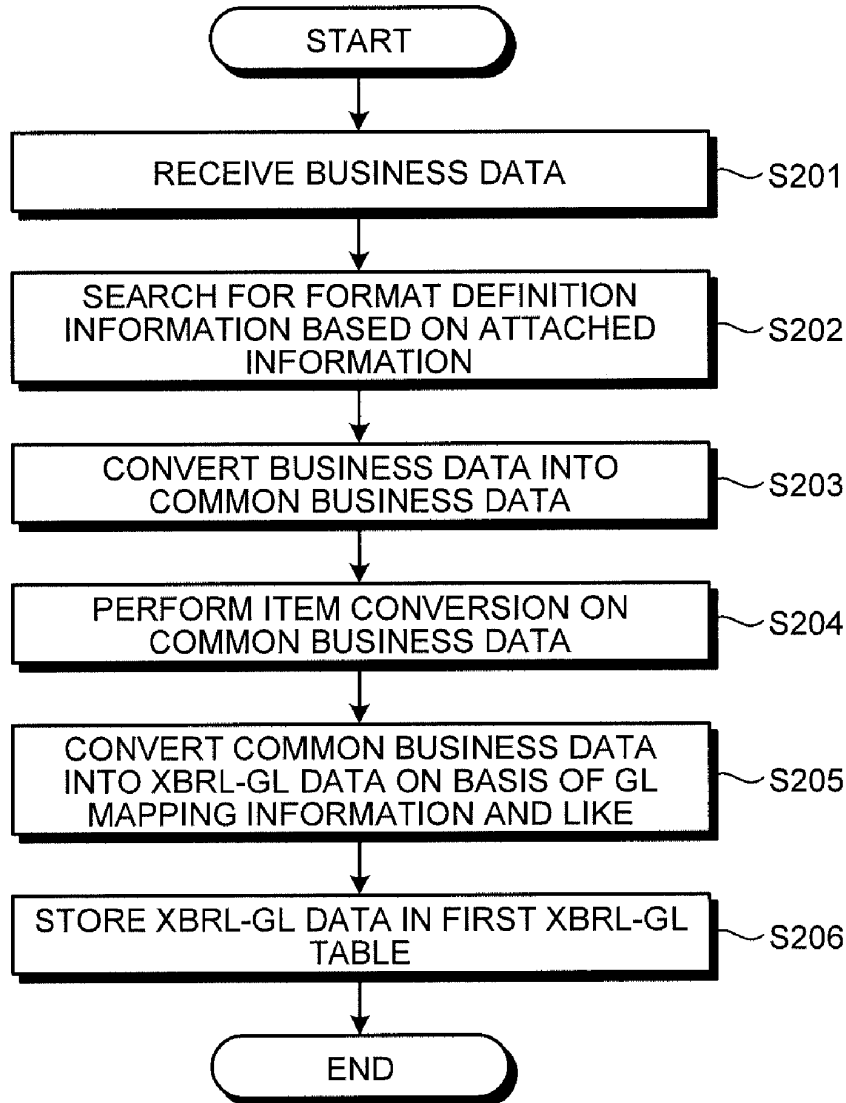 START
RECEIVE BUSINESS DATA
S201
SEARCH FOR FORMAT DEFINITION
INFORMATION BASED ON ATTACHED
INFORMATION
S202
CONVERT BUSINESS DATA INTO
COMMON BUSINESS DATA
S203
PERFORM ITEM CONVERSION ON
COMMON BUSINESS DATA
S204
CONVERT COMMON BUSINESS DATA
INTO XBRL-GL DATA ON BASIS OF GL
MAPPING INFORMATION AND LIKE
S205
STORE XBRL-GL DATA IN FIRST XBRL-GL
TABLE
S206
END